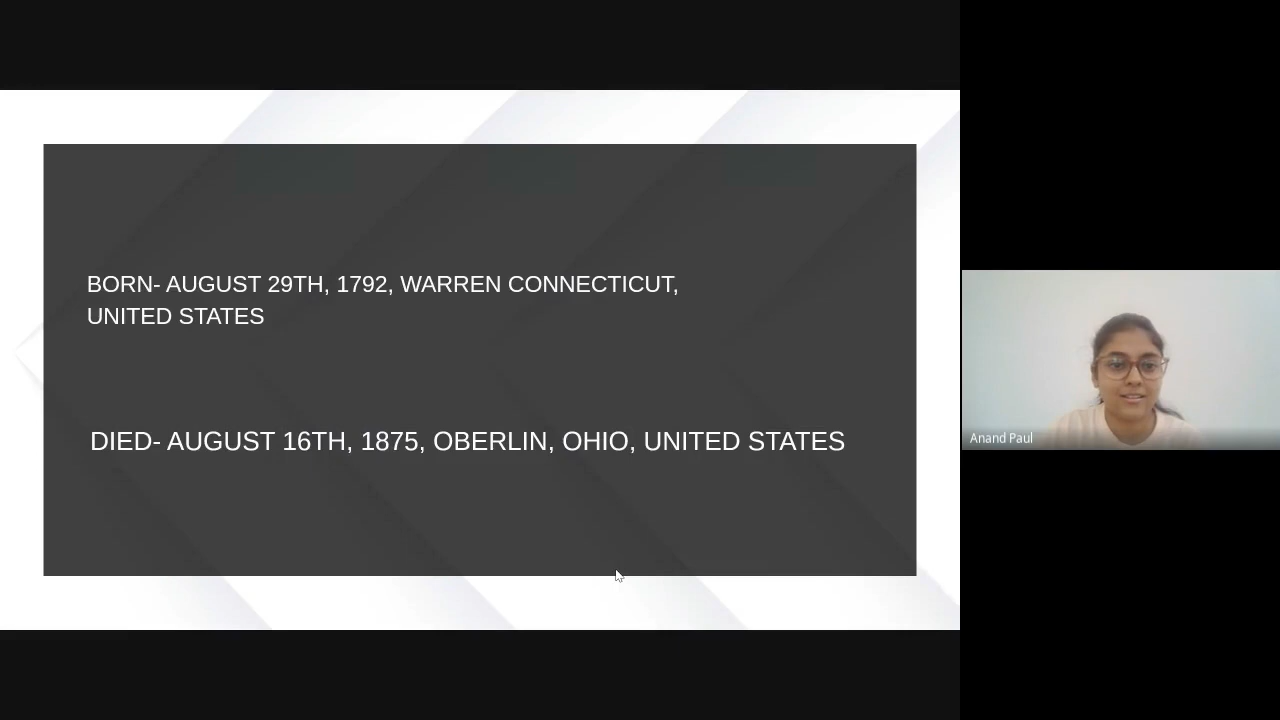 BORN- AUGUST 29TH, 1792, WARREN CONNECTICUT,
UNITED STATES
DIED- AUGUST 16TH, 1875, OBERLIN, OHIO, UNITED STATES
Anand Paul